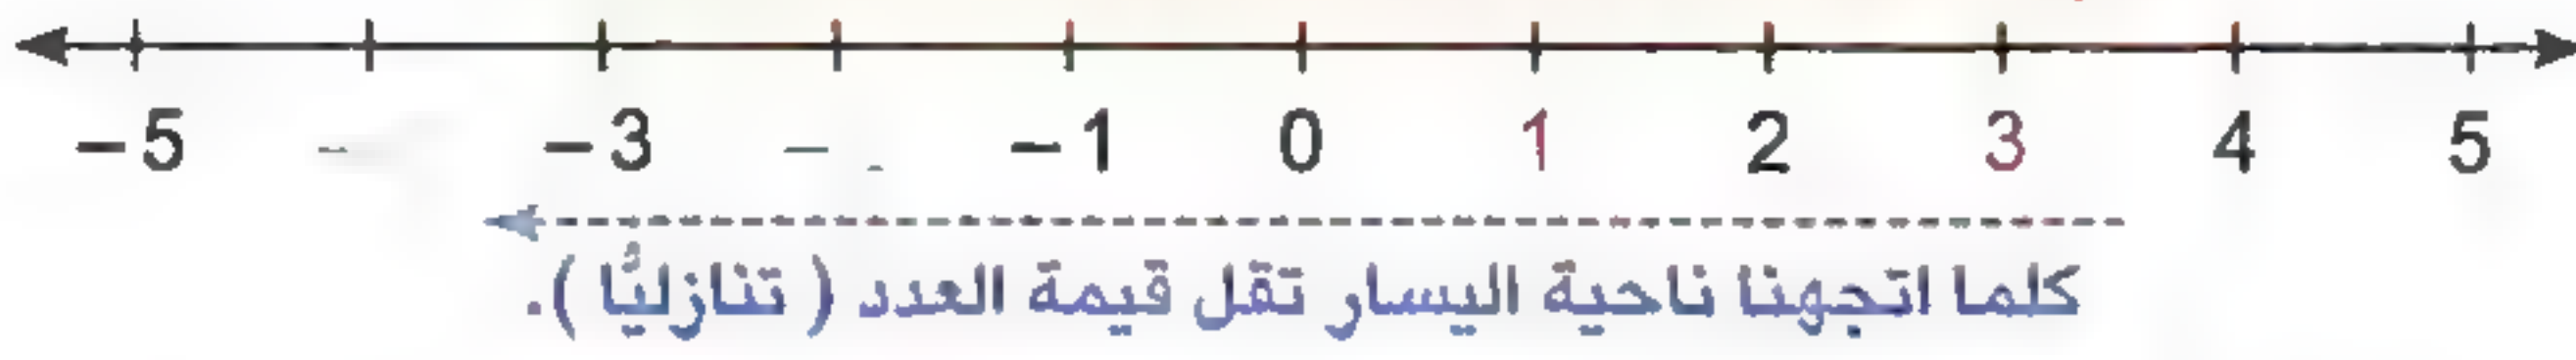 –5 – –3 – –1 0 1 2 3 4 5
كلما اتجهنا ناحية اليسار تقل قيمة العدد ( تنازليًّا ).